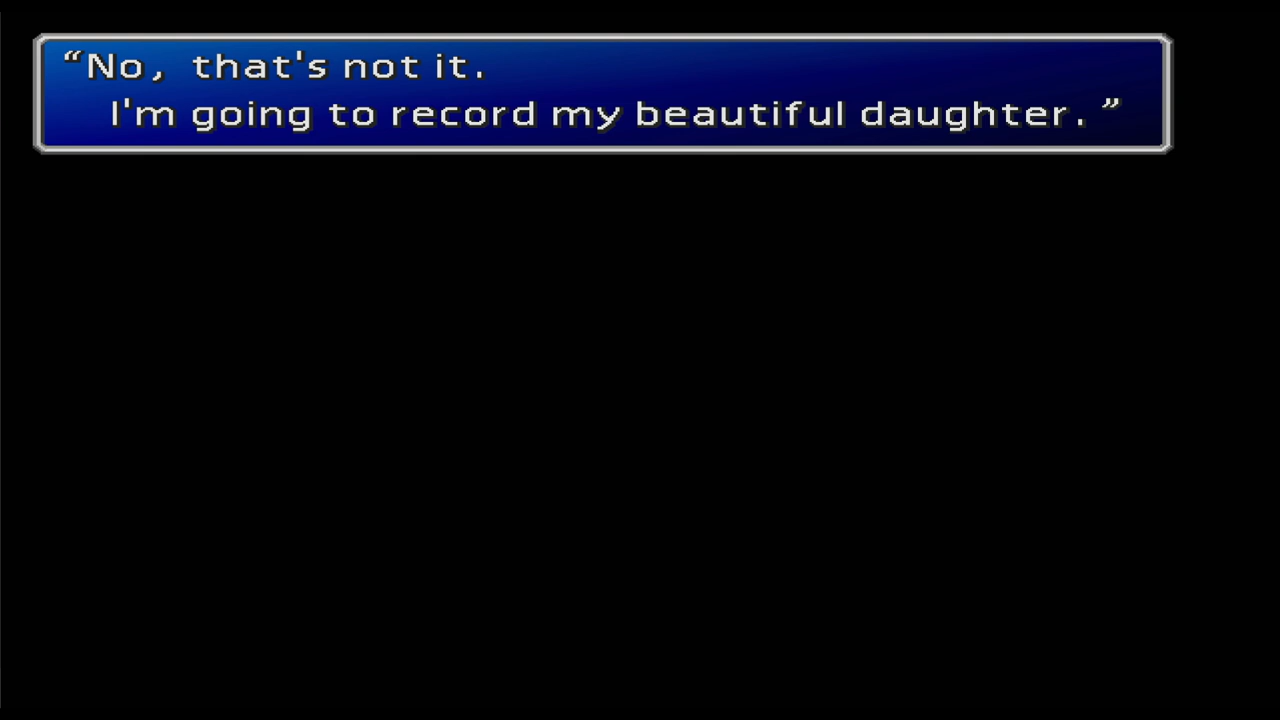 “No, that's not it.
I'm going to record my beautiful daughter.”